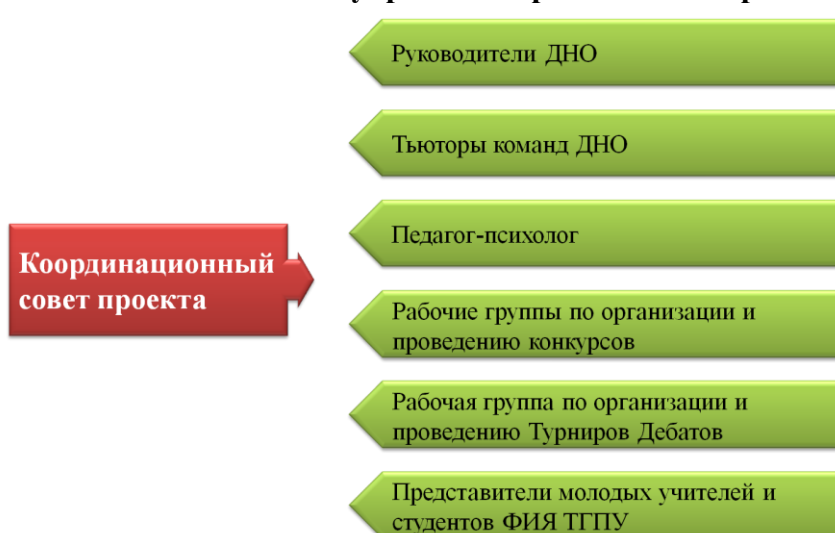 Руководители ДНО
Тьюторы команд ДНО
Педагог-психолог
Координационный
совет проекта
Рабочие группы по организации и
проведению конкурсов
Рабочая группа по организации и
проведению Турниров Дебатов
Представители молодых учителей и
студентов ФИЯ ТГПУ